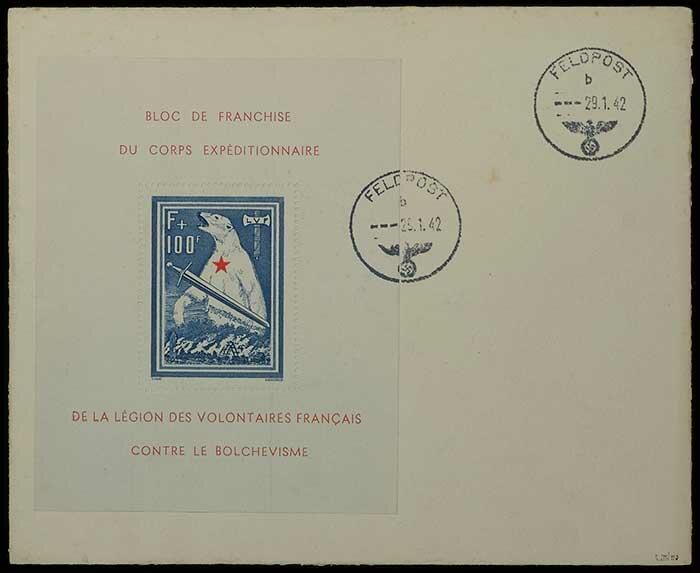 BLOC DE FRANCHISE
DU CORPS EXPÉDITIONNAIRE
F+
100F
LVF
DE LA LÉGION DES VOLONTAIRES FRANÇAIS
CONTRE LE BOLCHEVISME
FELDPOST
b
--- 29.1.42
FELDPOST
b
--- 29.1.42